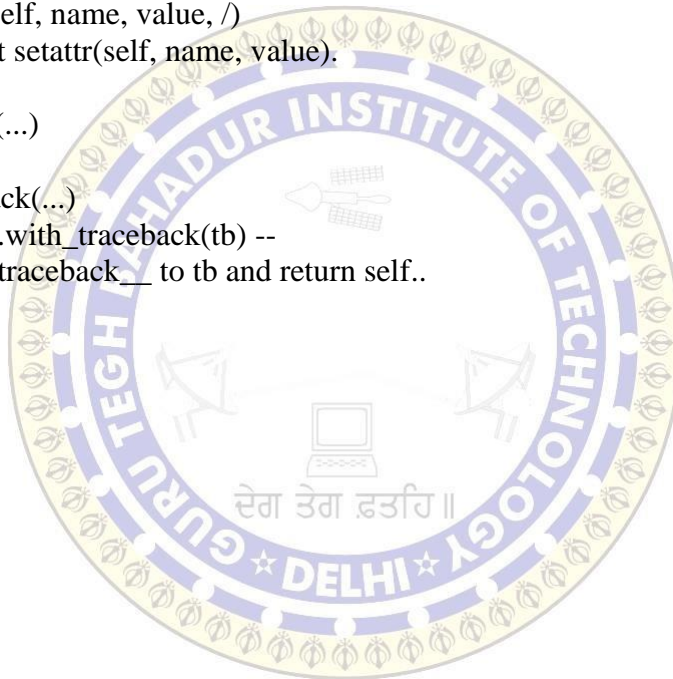 elf, name, value, /)
t setattr(self, name, value).
(...)
ck(...)
.with_traceback(tb) --
traceback__ to tb and return self..
GURU TEGH BAHADUR INSTITUTE OF TECHNOLOGY
ਦੇਗ ਤੇਗ ਫ਼ਤਹਿ ॥
DELHI